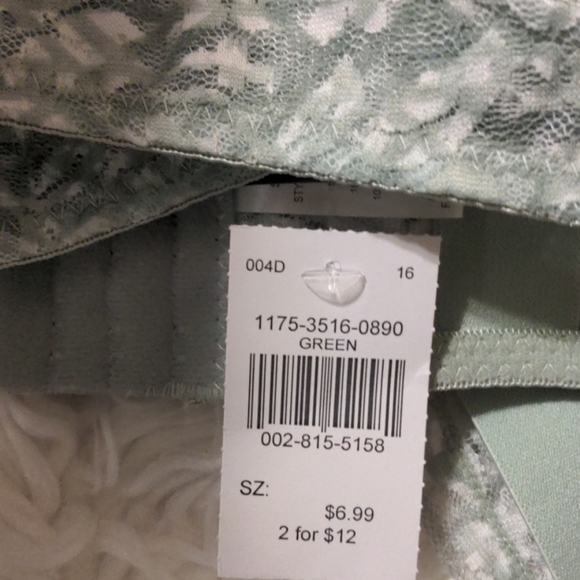 004D 16
1175-3516-0890
GREEN
002-815-5158
SZ:
$6.99
2 for $12